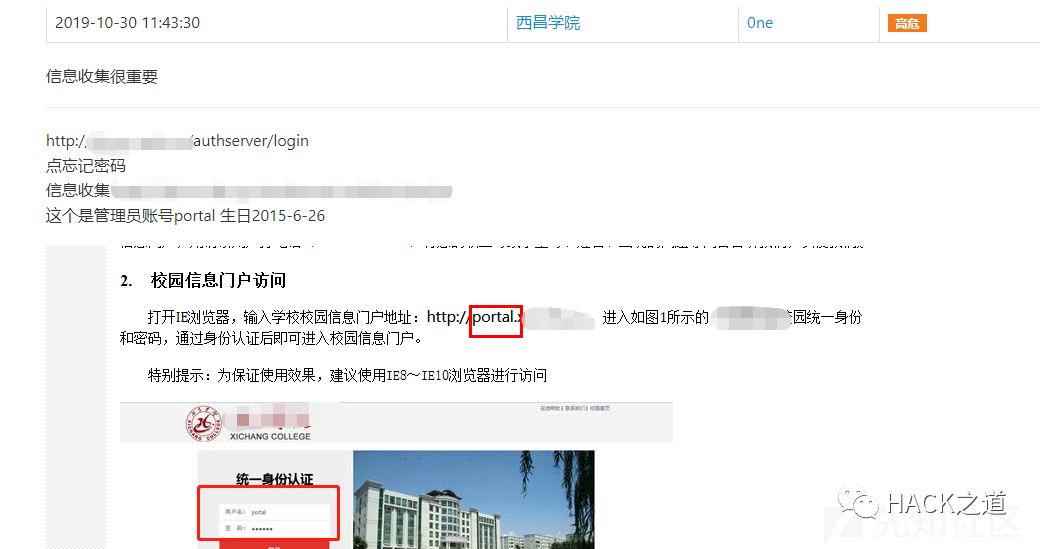 2019-10-30 11:43:30 西昌学院 One 高危
信息收集很重要
http:/ /authserver/login
点忘记密码
信息收集
这个是管理员账号portal 生日2015-6-26
2. 校园信息门户访问
打开IE浏览器,输入学校校园信息门户地址:http://portal. 进入如图1所示的 园统一身份
和密码,通过身份认证后即可进入校园信息门户。
特别提示:为保证使用效果,建议使用IE8～IE10浏览器进行访问
在线帮助 | 联系我们 | 校园首页
XICHANG COLLEGE
统一身份认证
用户名: portal
密 码: ••••••
HACK之道
先知社区